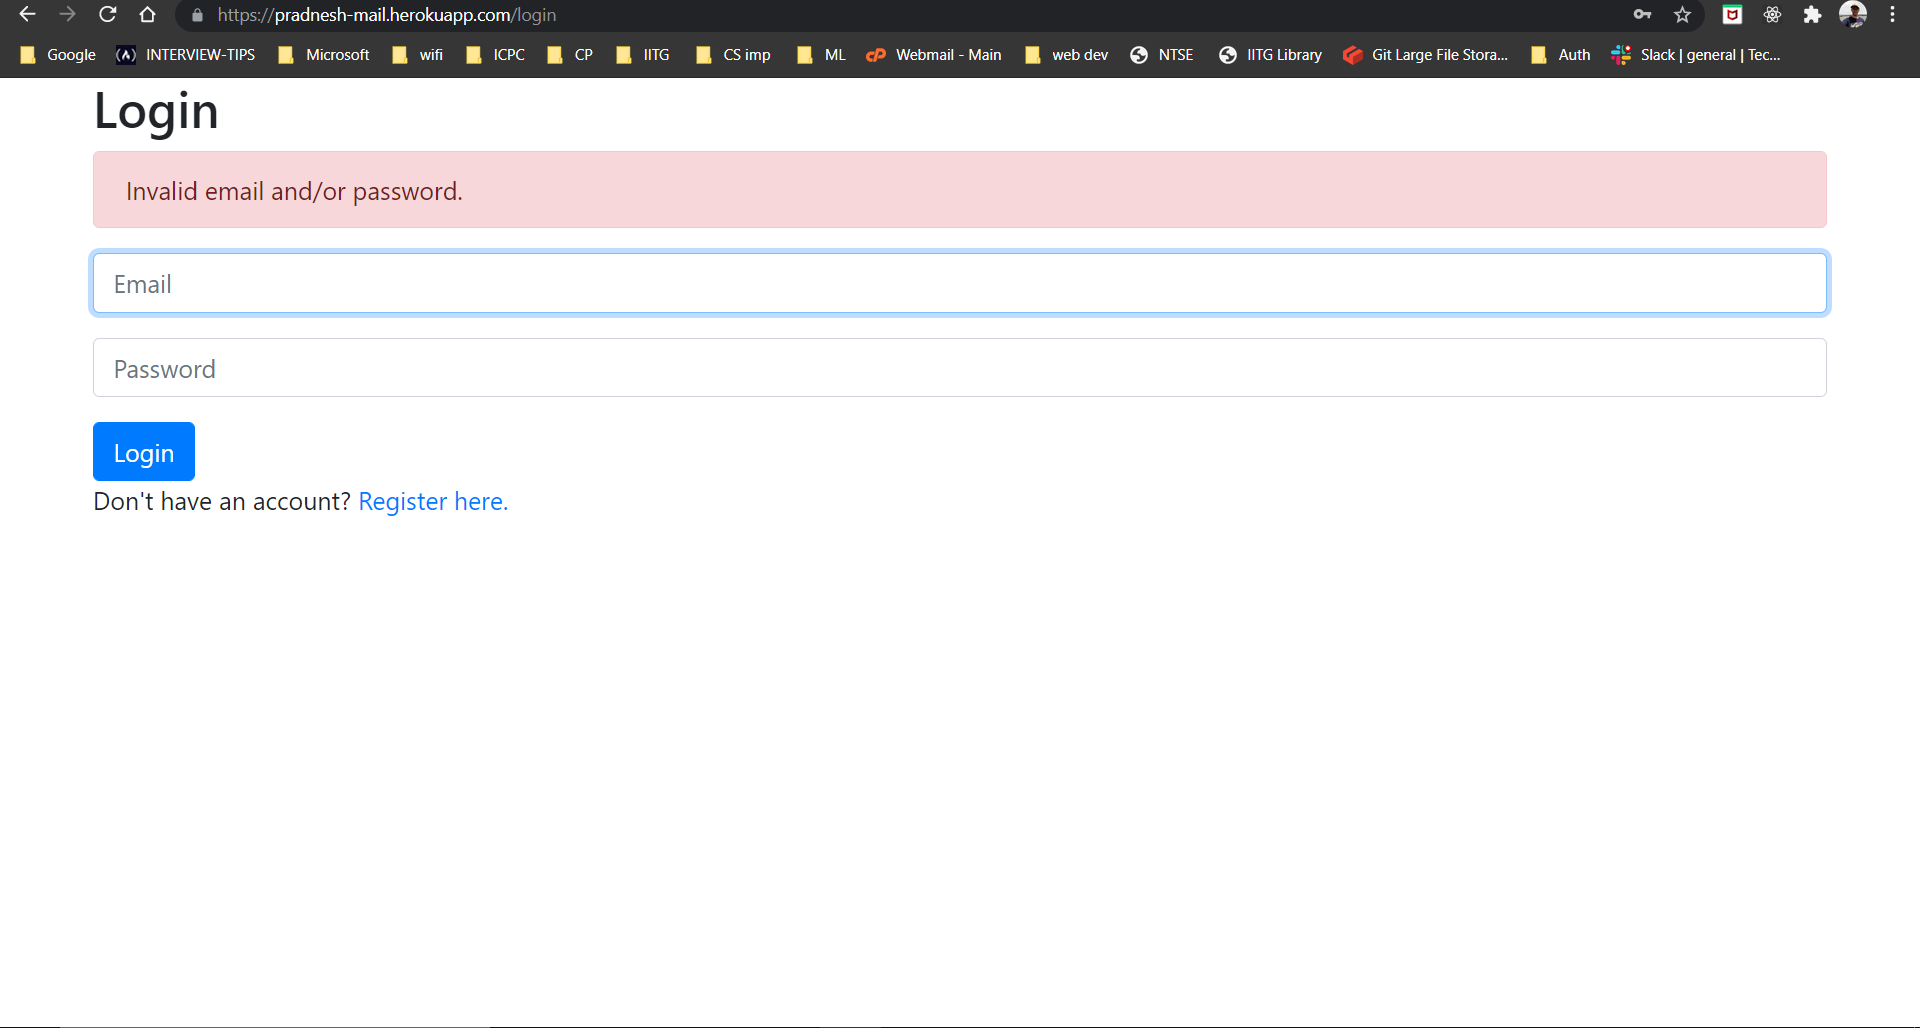 https://pradnesh-mail.herokuapp.com/login
Google INTERVIEW-TIPS Microsoft wifi ICPC CP IITG CS imp ML cP Webmail - Main web dev NTSE IITG Library Git Large File Stora... Auth Slack | general | Tec...
Login
Invalid email and/or password.
Email
Password
Login
Don't have an account? Register here.